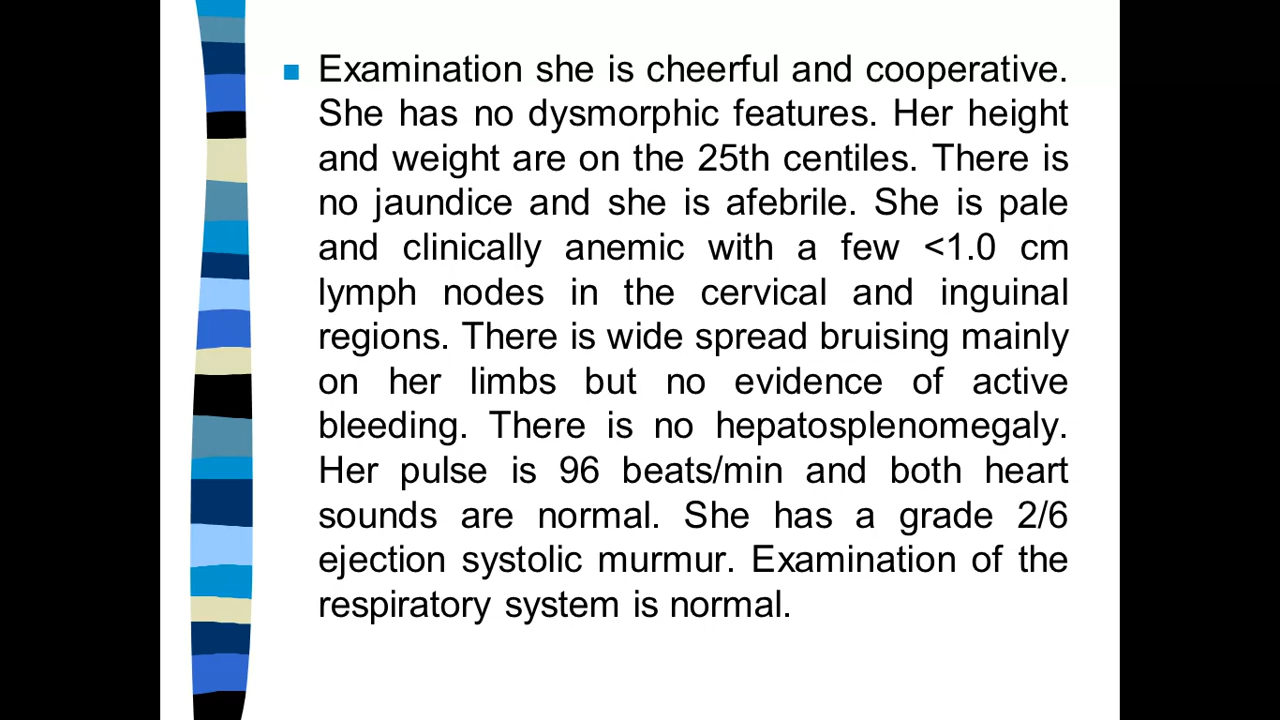 Examination she is cheerful and cooperative.
She has no dysmorphic features. Her height
and weight are on the 25th centiles. There is
no jaundice and she is afebrile. She is pale
and clinically anemic with a few <1.0 cm
lymph nodes in the cervical and inguinal
regions. There is wide spread bruising mainly
on her limbs but no evidence of active
bleeding. There is no hepatosplenomegaly.
Her pulse is 96 beats/min and both heart
sounds are normal. She has a grade 2/6
ejection systolic murmur. Examination of the
respiratory system is normal.